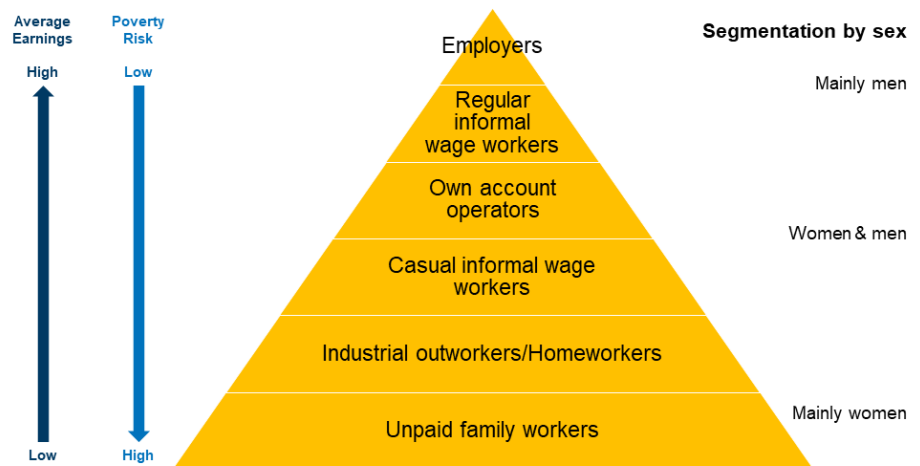 Average
Earnings
Poverty
Risk
Segmentation by sex
High
Low
Mainly men
Employers
Regular
informal
wage workers
Own account
operators
Women & men
Casual informal wage
workers
Industrial outworkers/Homeworkers
Mainly women
Unpaid family workers
Low
High